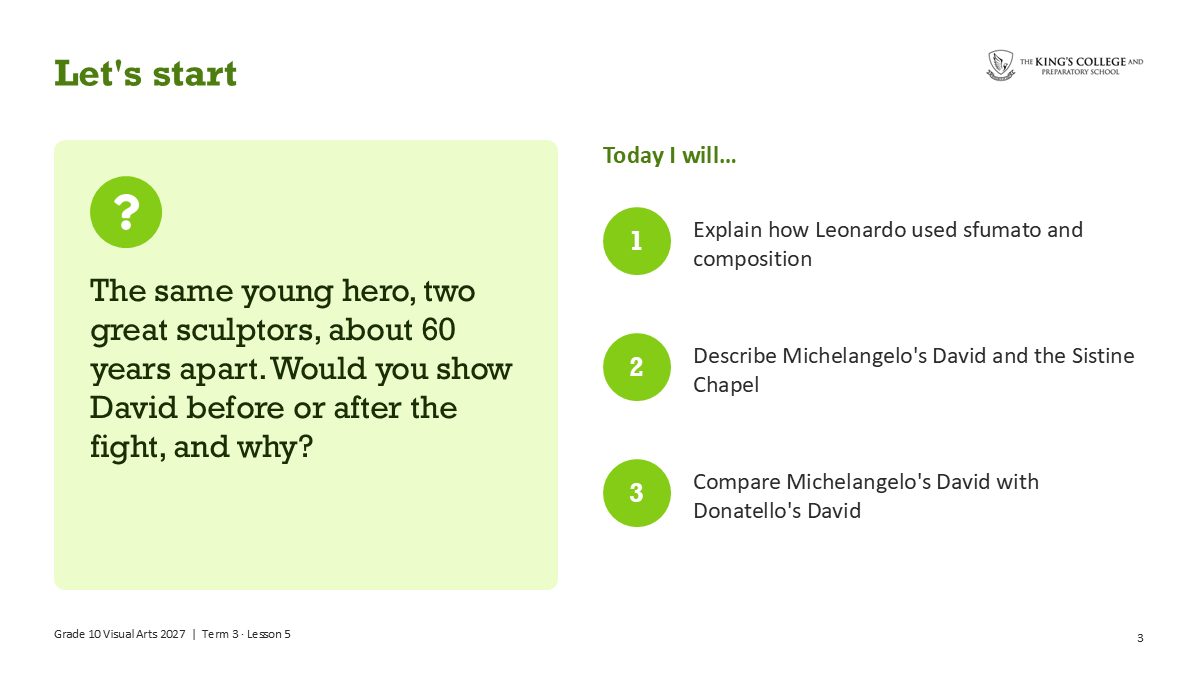 Let's start
THE KING'S COLLEGE AND
PREPARATORY SCHOOL
?
The same young hero, two
great sculptors, about 60
years apart. Would you show
David before or after the
fight, and why?
Today I will...
1
Explain how Leonardo used sfumato and
composition
2
Describe Michelangelo's David and the Sistine
Chapel
3
Compare Michelangelo's David with
Donatello's David
Grade 10 Visual Arts 2027 | Term 3 · Lesson 5
3